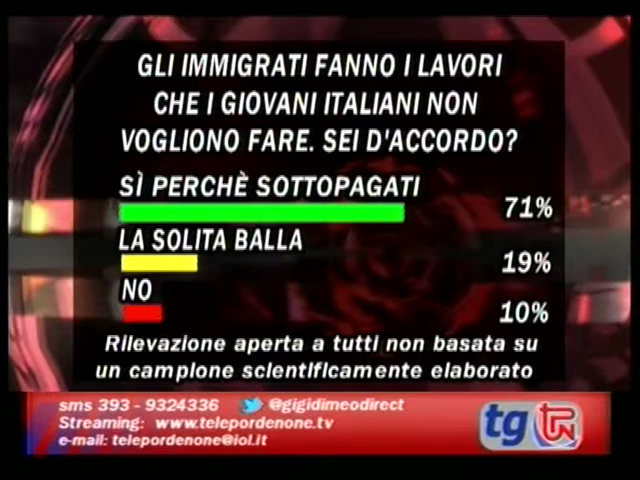 GLI IMMIGRATI FANNO I LAVORI
CHE I GIOVANI ITALIANI NON
VOGLIONO FARE. SEI D'ACCORDO?
SÌ PERCHÈ SOTTOPAGATI
71%
LA SOLITA BALLA
19%
NO
10%
Rilevazione aperta a tutti non basata su
un campione scientificamente elaborato
sms 393 - 9324336 @gigidimeodirect
Streaming: www.telepordenone.tv
e-mail: telepordenone@iol.it
tg TPN